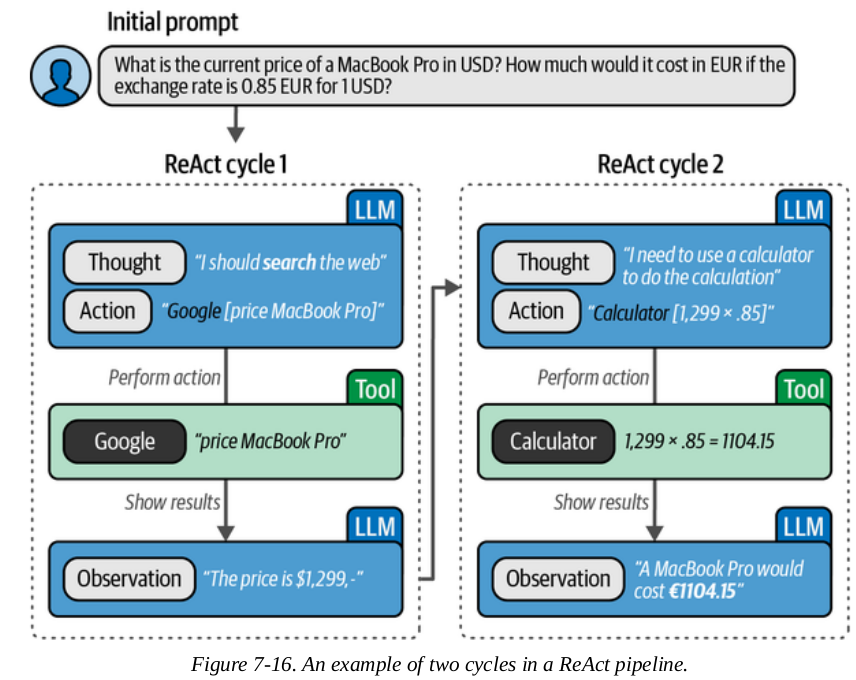 Initial prompt
What is the current price of a MacBook Pro in USD? How much would it cost in EUR if the
exchange rate is 0.85 EUR for 1 USD?
ReAct cycle 1
LLM
Thought
"I should search the web"
Action
"Google [price MacBook Pro]"
Perform action
Tool
Google
"price MacBook Pro"
Show results
LLM
Observation
"The price is $1,299,-"
ReAct cycle 2
LLM
Thought
"I need to use a calculator
to do the calculation"
Action
"Calculator [1,299 × .85]"
Perform action
Tool
Calculator
1,299 × .85 = 1104.15
Show results
LLM
Observation
"A MacBook Pro would
cost €1104.15"
Figure 7-16. An example of two cycles in a ReAct pipeline.